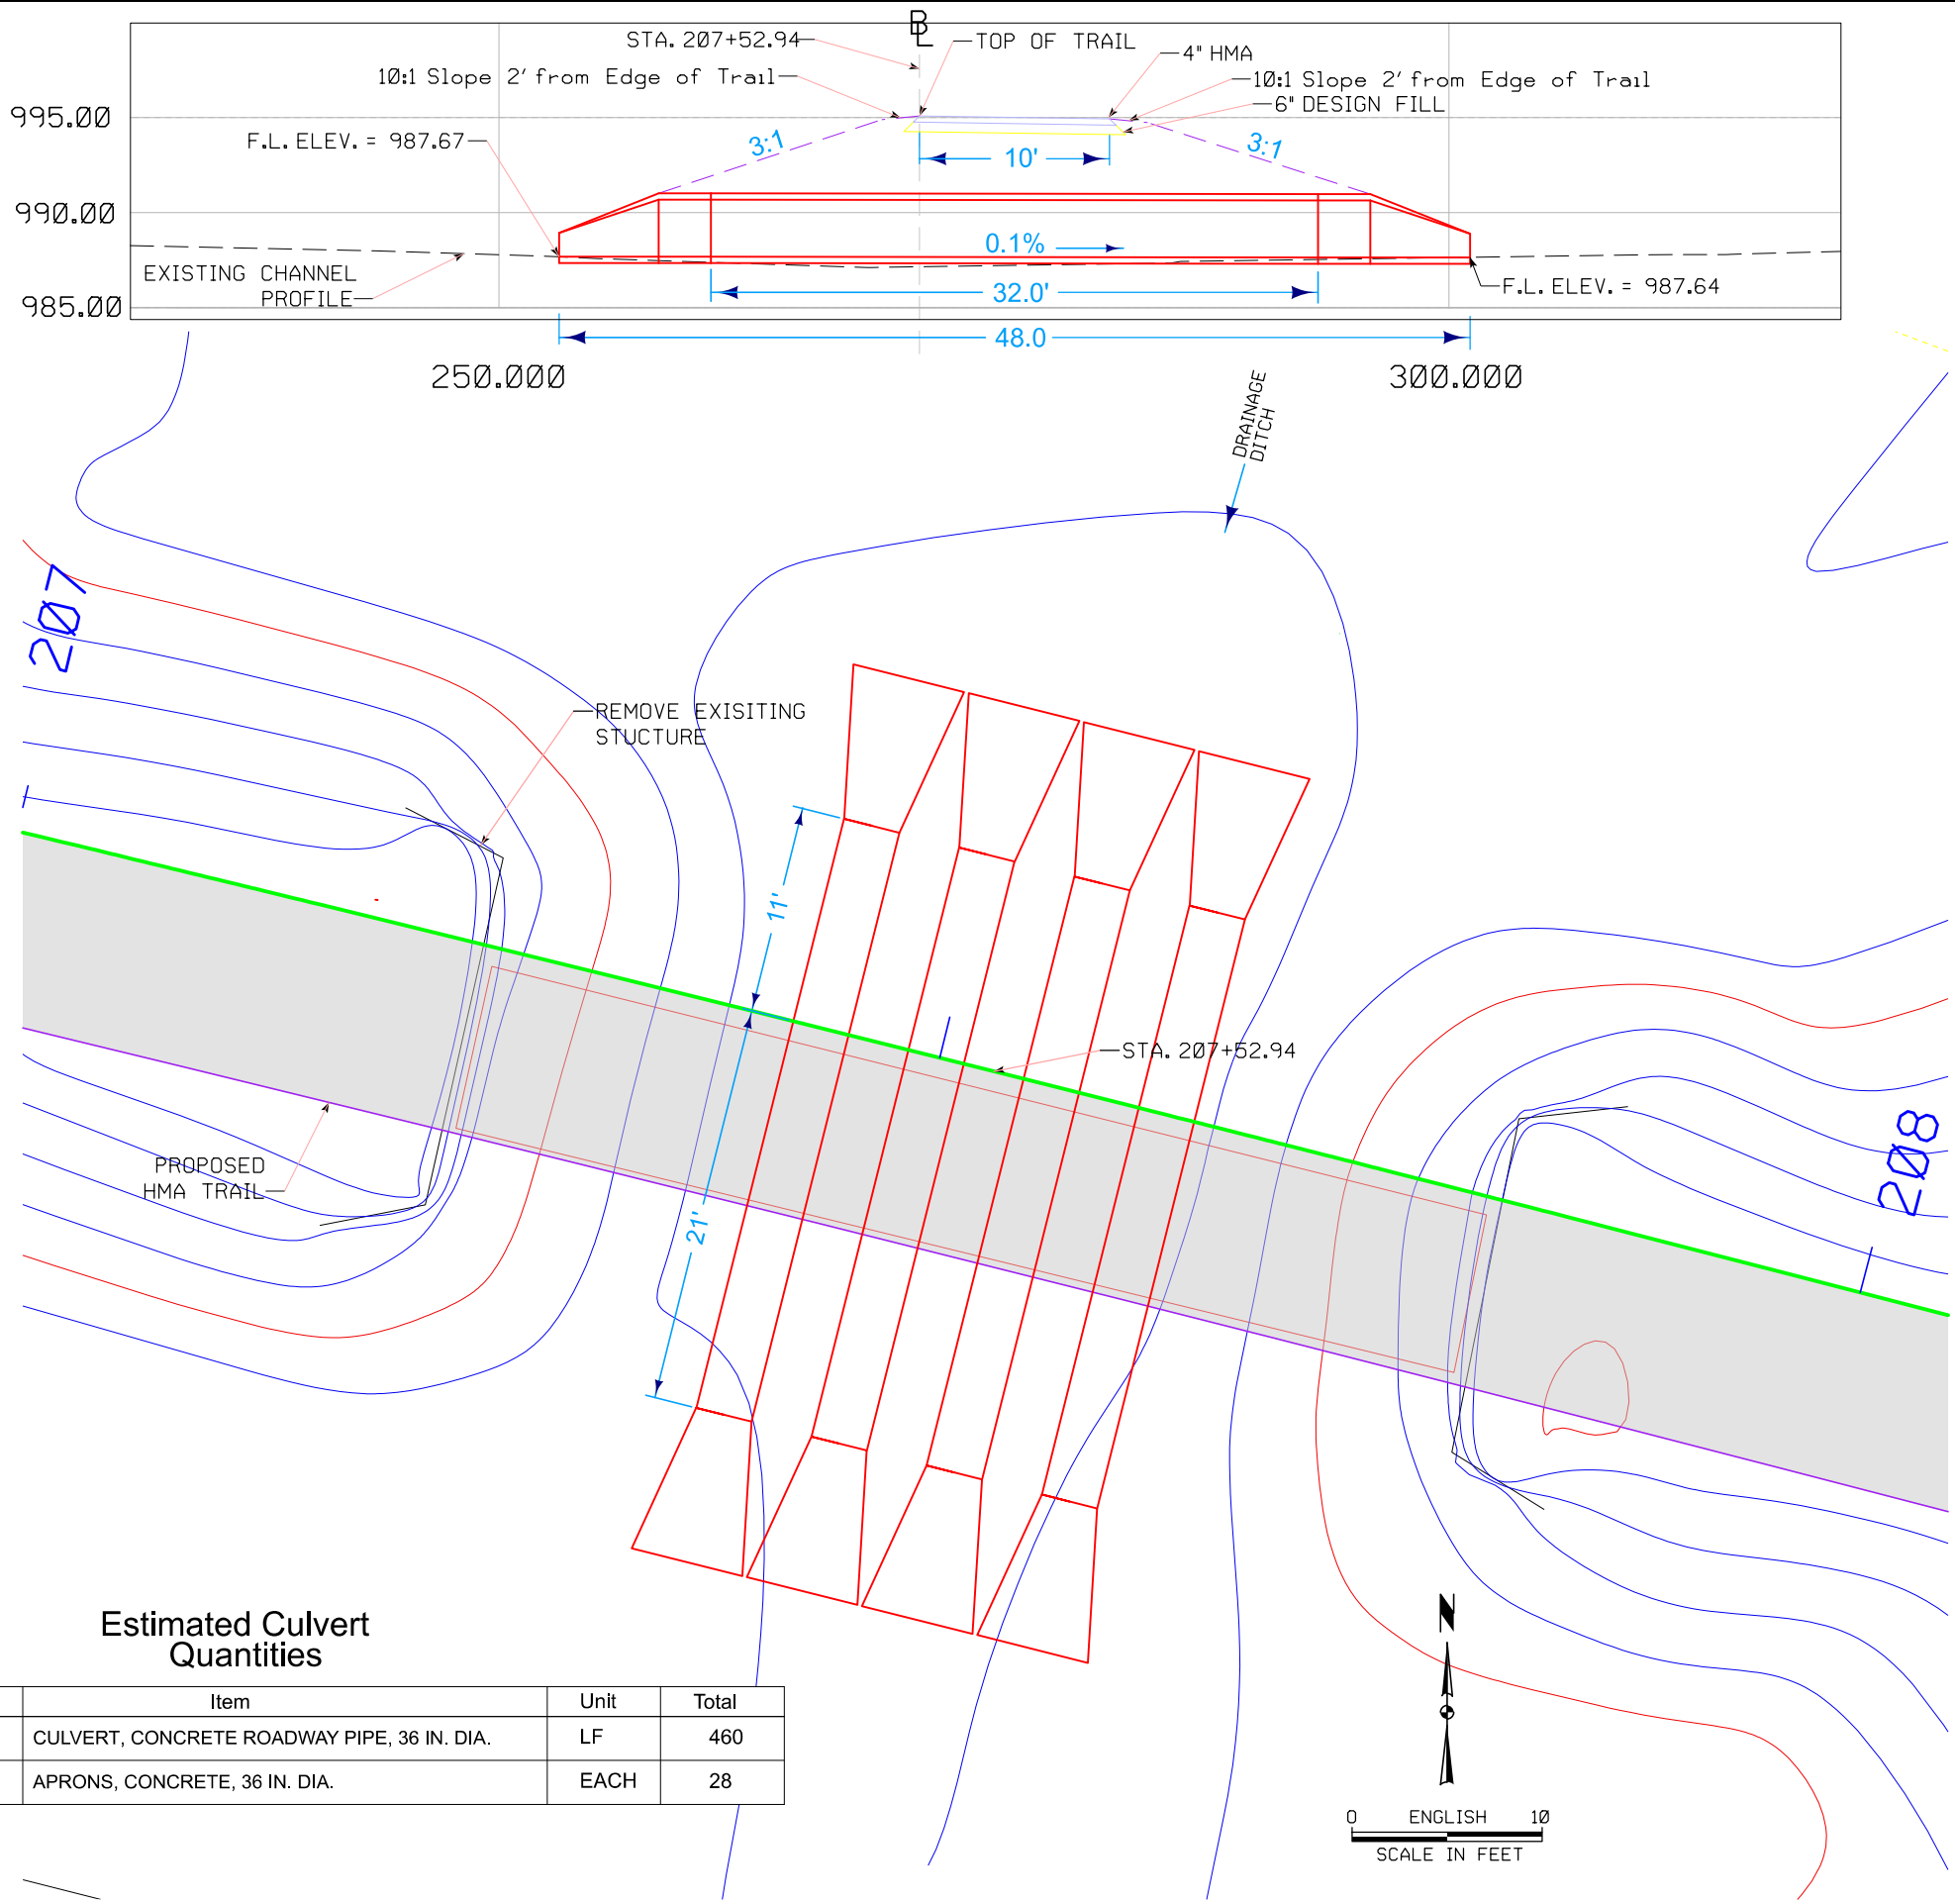 BL
STA. 207+52.94
TOP OF TRAIL
4" HMA
10:1 Slope 2' from Edge of Trail
10:1 Slope 2' from Edge of Trail
6" DESIGN FILL
995.00
F.L. ELEV. = 987.67
3:1
10'
3:1
990.00
0.1%
EXISTING CHANNEL
PROFILE
32.0'
F.L. ELEV. = 987.64
985.00
48.0
250.000
300.000
DRAINAGE
DITCH
207
REMOVE EXISITING
STUCTURE
11'
STA. 207+52.94
208
PROPOSED
HMA TRAIL
21'
Estimated Culvert
Quantities
Item Unit Total
CULVERT, CONCRETE ROADWAY PIPE, 36 IN. DIA. LF 460
APRONS, CONCRETE, 36 IN. DIA. EACH 28
N
0 ENGLISH 10
SCALE IN FEET